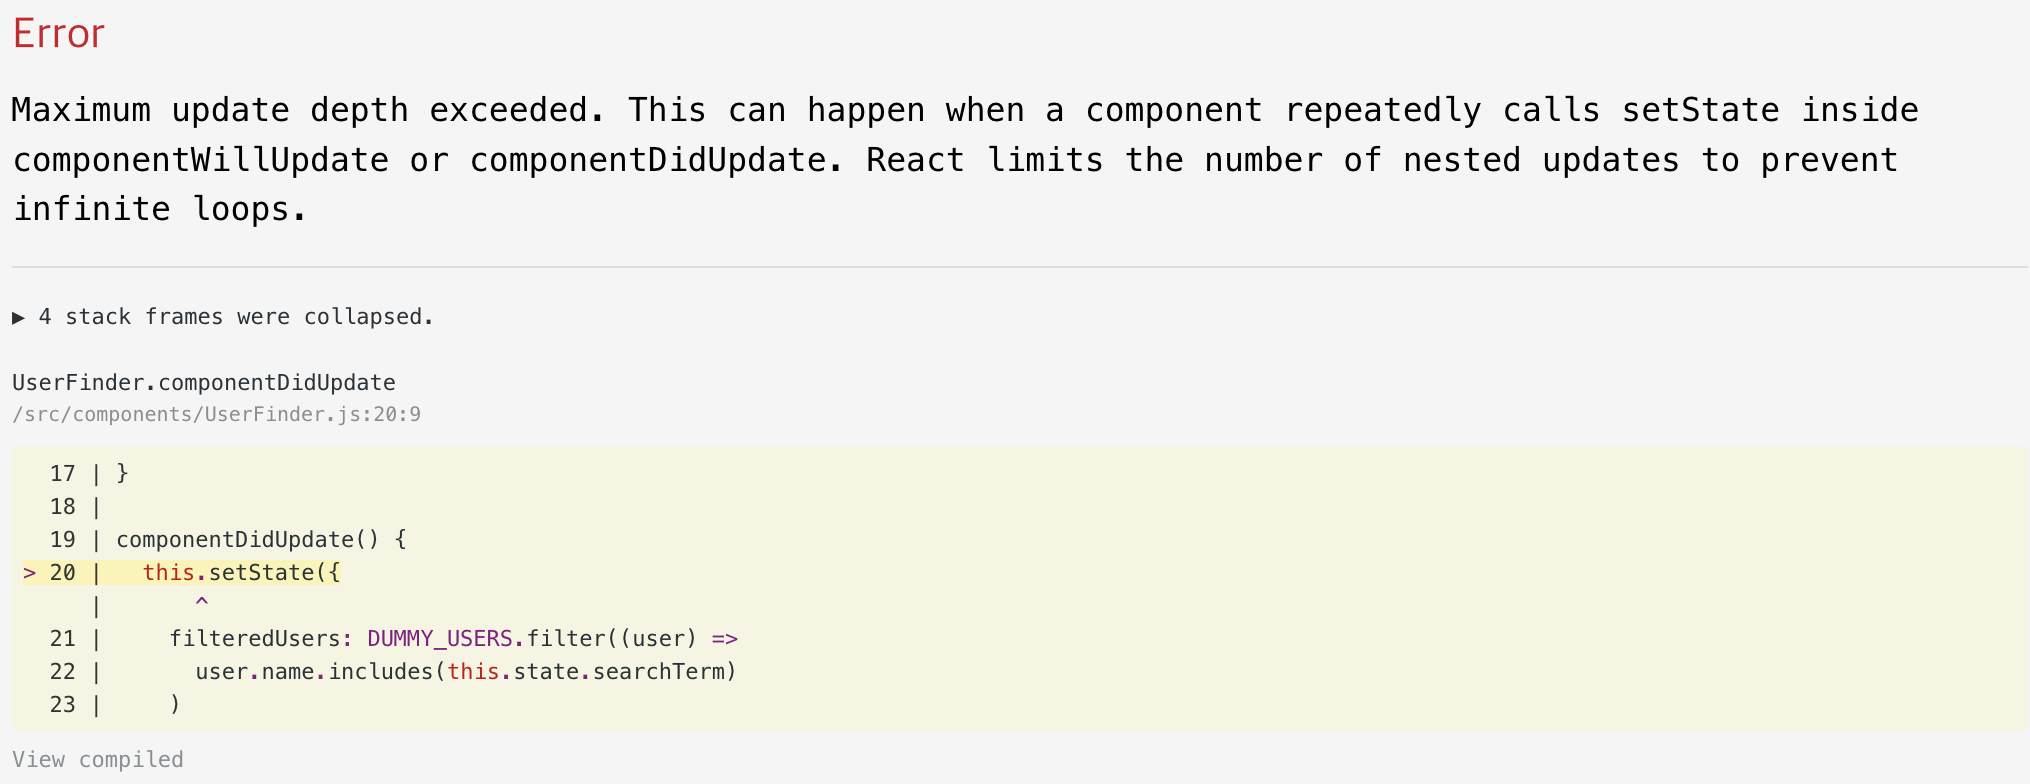 Error
Maximum update depth exceeded. This can happen when a component repeatedly calls setState inside
componentWillUpdate or componentDidUpdate. React limits the number of nested updates to prevent
infinite loops.
▶ 4 stack frames were collapsed.
UserFinder.componentDidUpdate
/src/components/UserFinder.js:20:9
  17 | }
  18 |
  19 | componentDidUpdate() {
> 20 |   this.setState({
     |       ^
  21 |     filteredUsers: DUMMY_USERS.filter((user) =>
  22 |       user.name.includes(this.state.searchTerm)
  23 |     )
View compiled